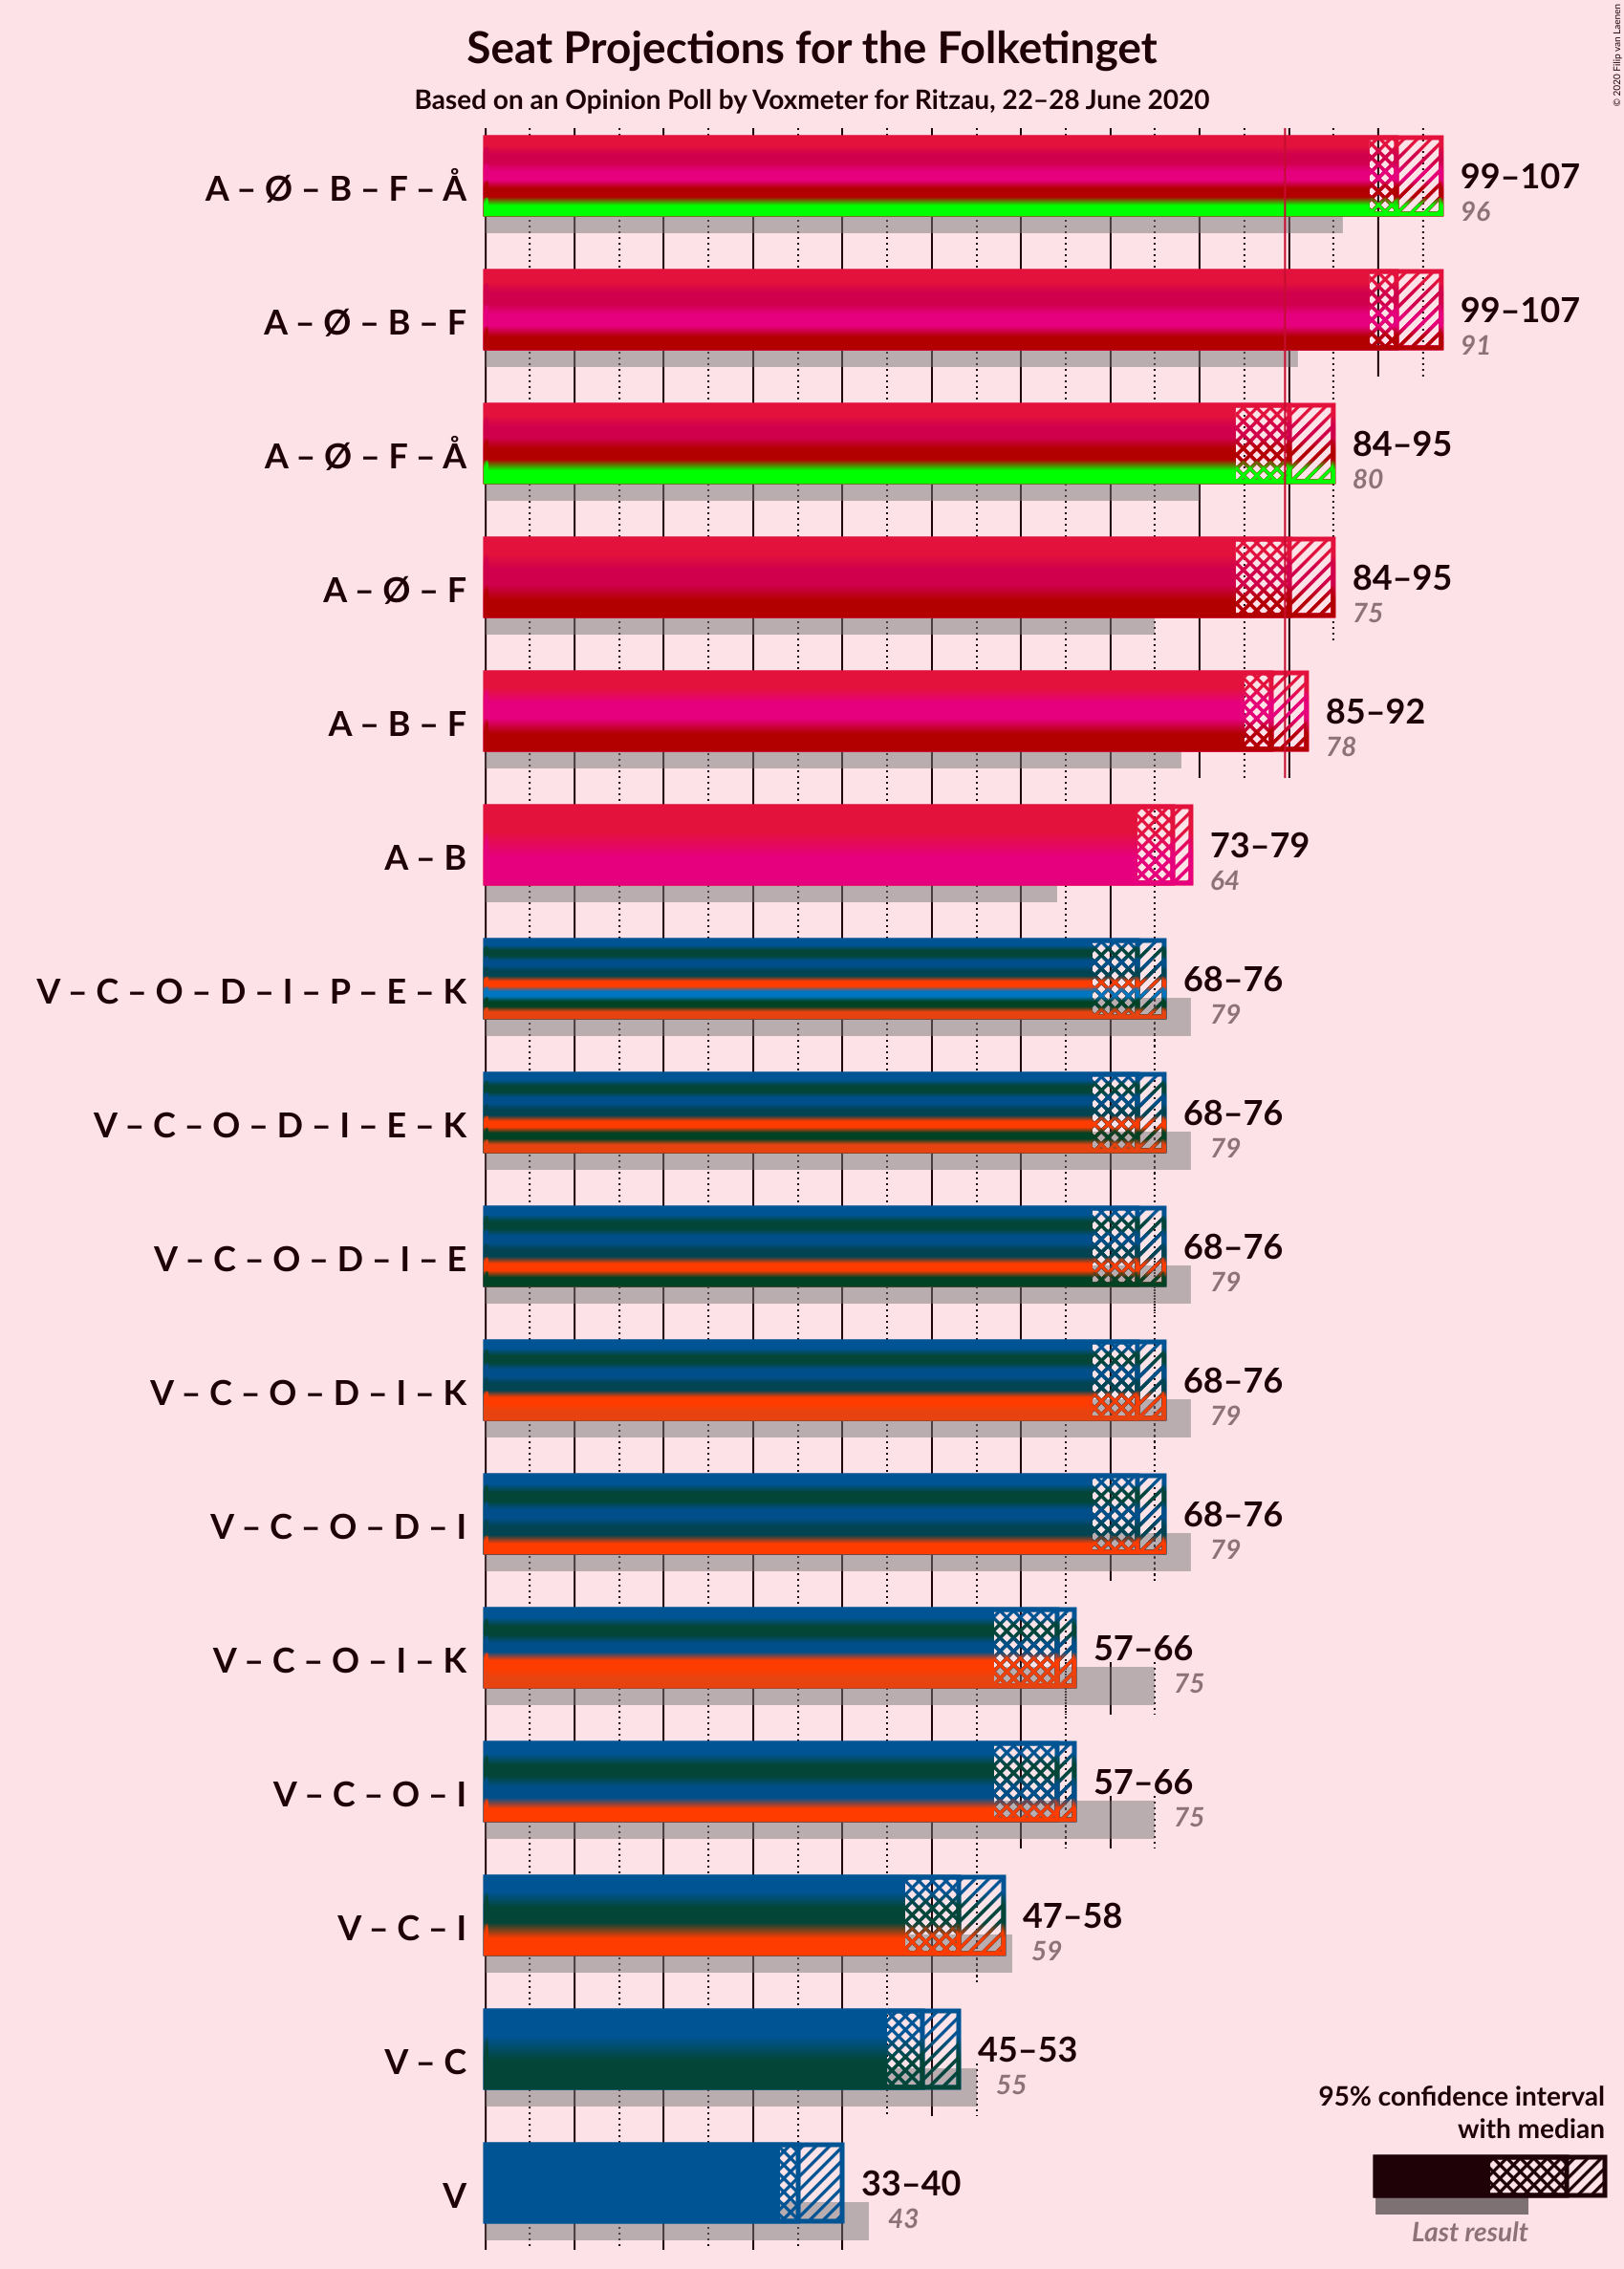 Seat Projections for the Folketinget
Based on an Opinion Poll by Voxmeter for Ritzau, 22–28 June 2020
© 2020 Filip van Laenen
A – Ø – B – F – Å
99–107
96
A – Ø – B – F
99–107
91
A – Ø – F – Å
84–95
80
A – Ø – F
84–95
75
A – B – F
85–92
78
A – B
73–79
64
V – C – O – D – I – P – E – K
68–76
79
V – C – O – D – I – E – K
68–76
79
V – C – O – D – I – E
68–76
79
V – C – O – D – I – K
68–76
79
V – C – O – D – I
68–76
79
V – C – O – I – K
57–66
75
V – C – O – I
57–66
75
V – C – I
47–58
59
V – C
45–53
55
V
33–40
43
95% confidence interval
with median
Last result